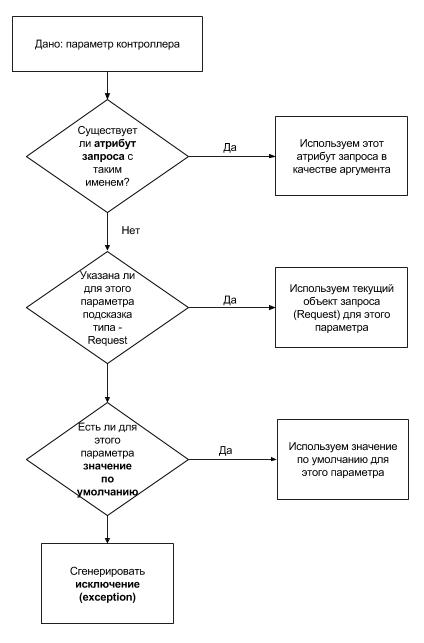 Дано: параметр контроллера
Существует
ли атрибут
запроса с
таким
именем?
Да
Используем этот
атрибут запроса в
качестве аргумента
Нет
Указана ли
для этого
параметра
подсказка
типа -
Request
Да
Используем текущий
объект запроса
(Request) для этого
параметра
Есть ли для
этого
параметра
значение
по
умолчанию
Да
Используем значение
по умолчанию для
этого параметра
Сгенерировать
исключение
(exception)